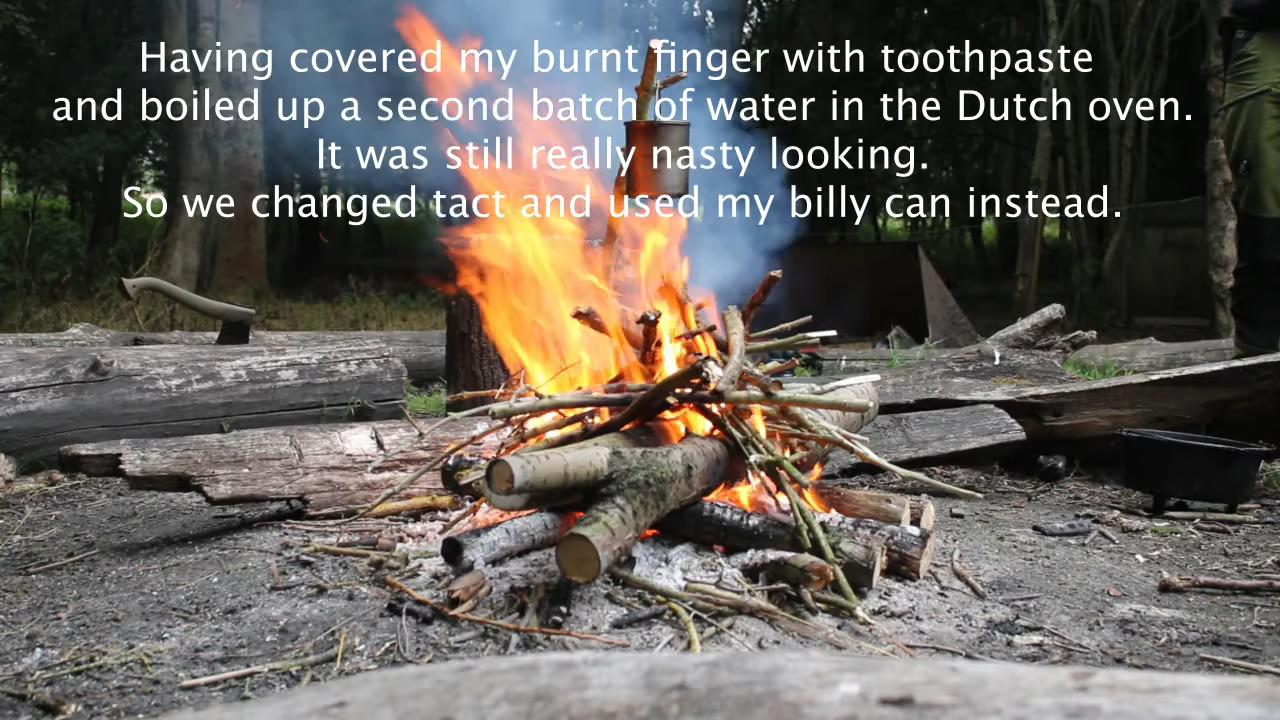 Having covered my burnt finger with toothpaste
and boiled up a second batch of water in the Dutch oven.
It was still really nasty looking.
So we changed tact and used my billy can instead.